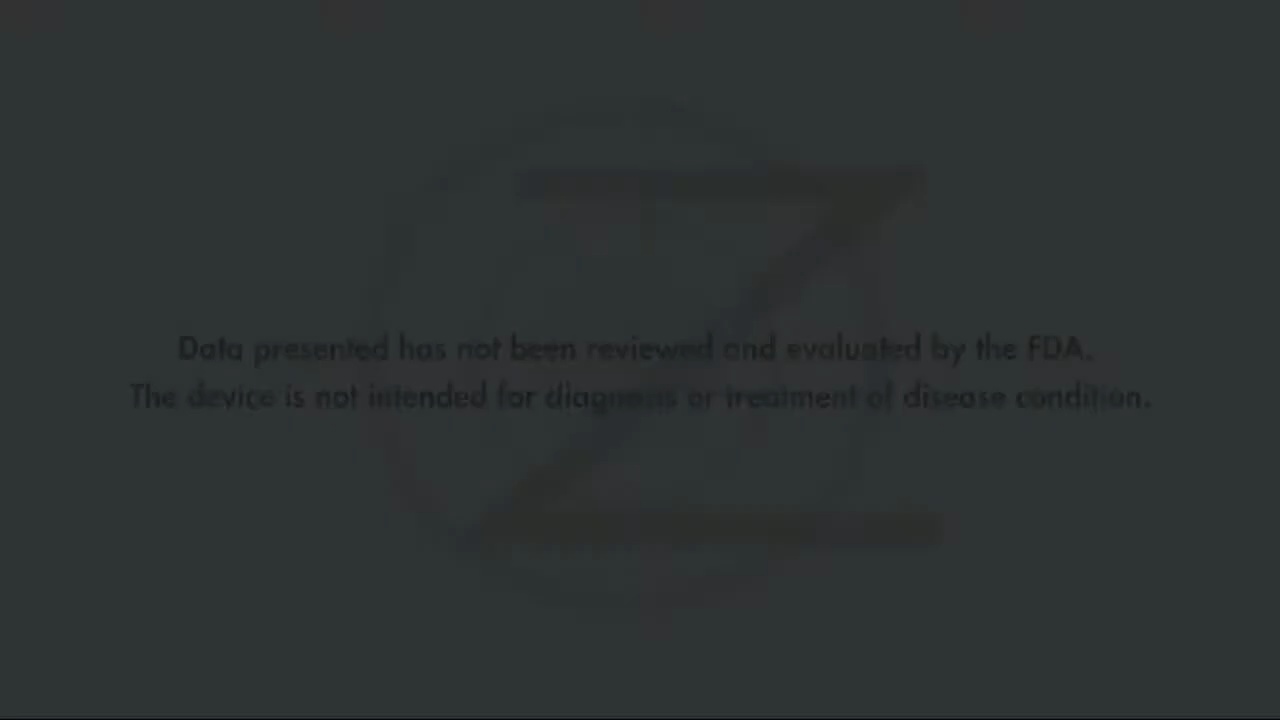 Data presented has not been reviewed and evaluated by the FDA.
The device is not intended for diagnosis or treatment of disease condition.